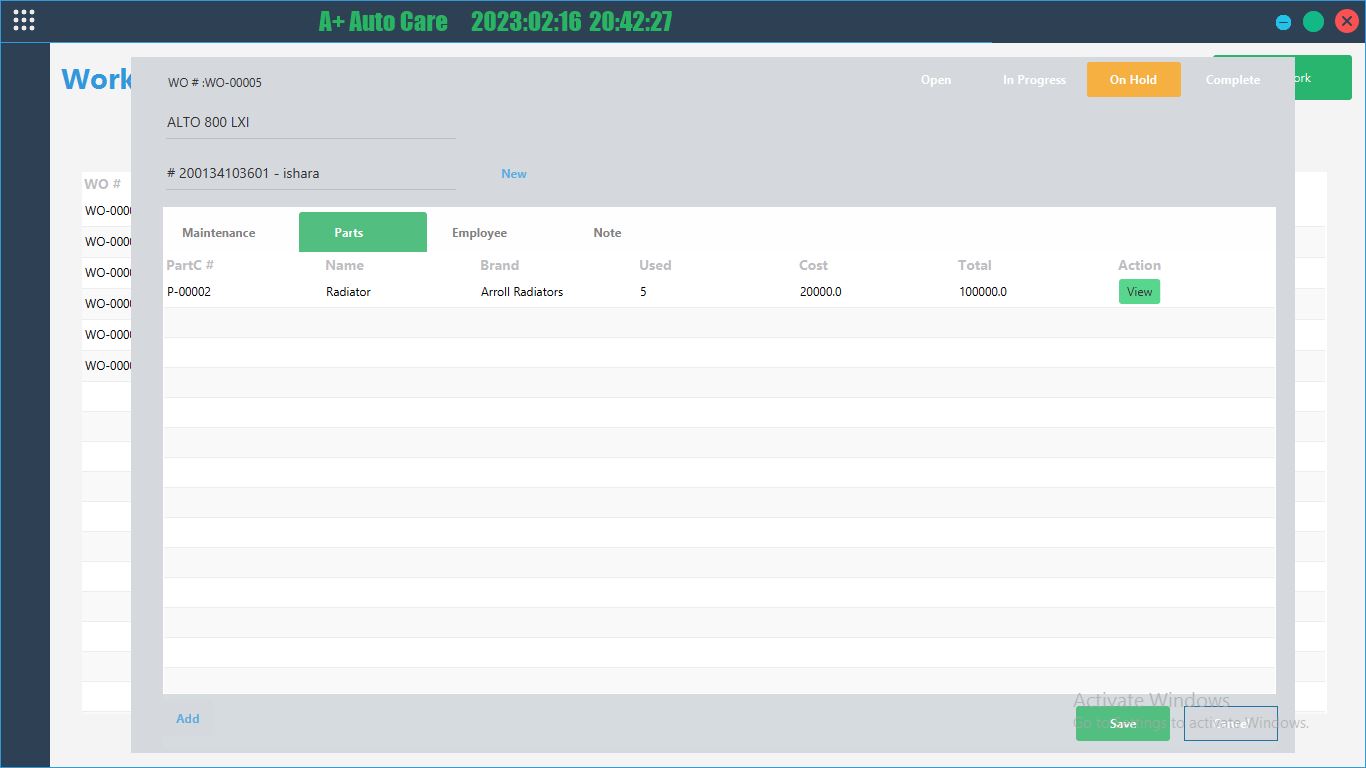 A+ Auto Care 2023:02:16 20:42:27
Work
WO # :WO-00005
Open In Progress On Hold Complete
ork
ALTO 800 LXI
# 200134103601 - ishara
New
WO #
WO-000
WO-000
WO-000
WO-000
WO-000
WO-000
Maintenance Parts Employee Note
PartC # Name Brand Used Cost Total Action
P-00002 Radiator Arroll Radiators 5 20000.0 100000.0 View
Add
Activate Windows
Go to Settings to activate Windows.
Save Cancel